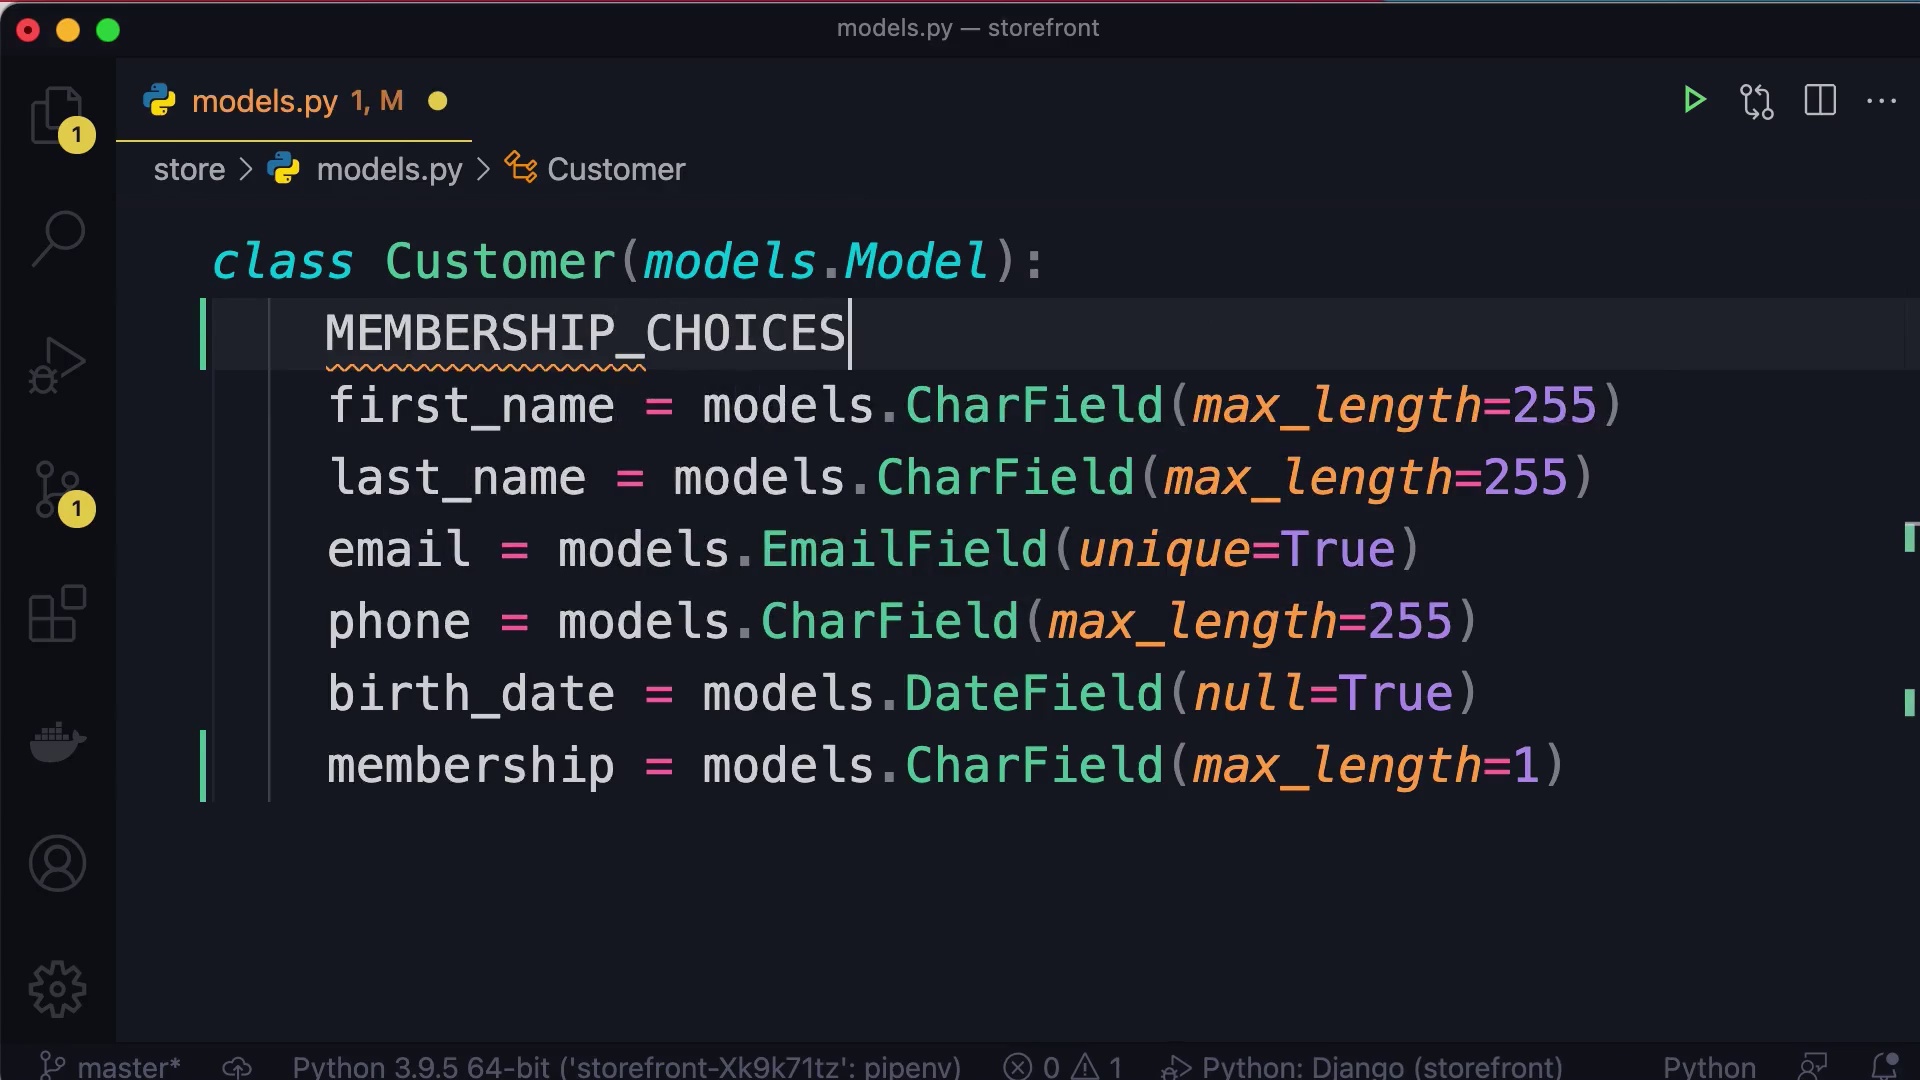 models.py — storefront
models.py 1, M
1
store > models.py > Customer
class Customer(models.Model):
MEMBERSHIP_CHOICES
first_name = models.CharField(max_length=255)
last_name = models.CharField(max_length=255)
email = models.EmailField(unique=True)
1
phone = models.CharField(max_length=255)
birth_date = models.DateField(null=True)
membership = models.CharField(max_length=1)
master* Python 3.9.5 64-bit ('storefront-Xk9k71tz': pipenv) 0 1 Python: Django (storefront) Python